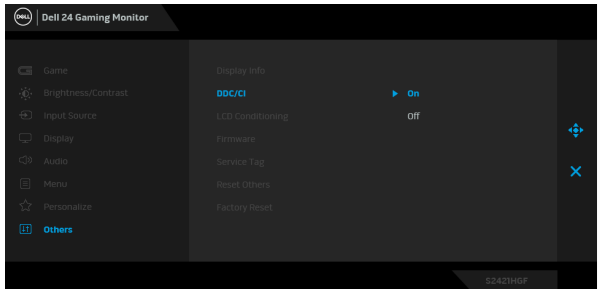 DELL Dell 24 Gaming Monitor
Game
Brightness/Contrast
Input Source
Display
Audio
Menu
Personalize
Others
Display Info
DDC/CI On
LCD Conditioning Off
Firmware
Service Tag
Reset Others
Factory Reset
S2421HGF